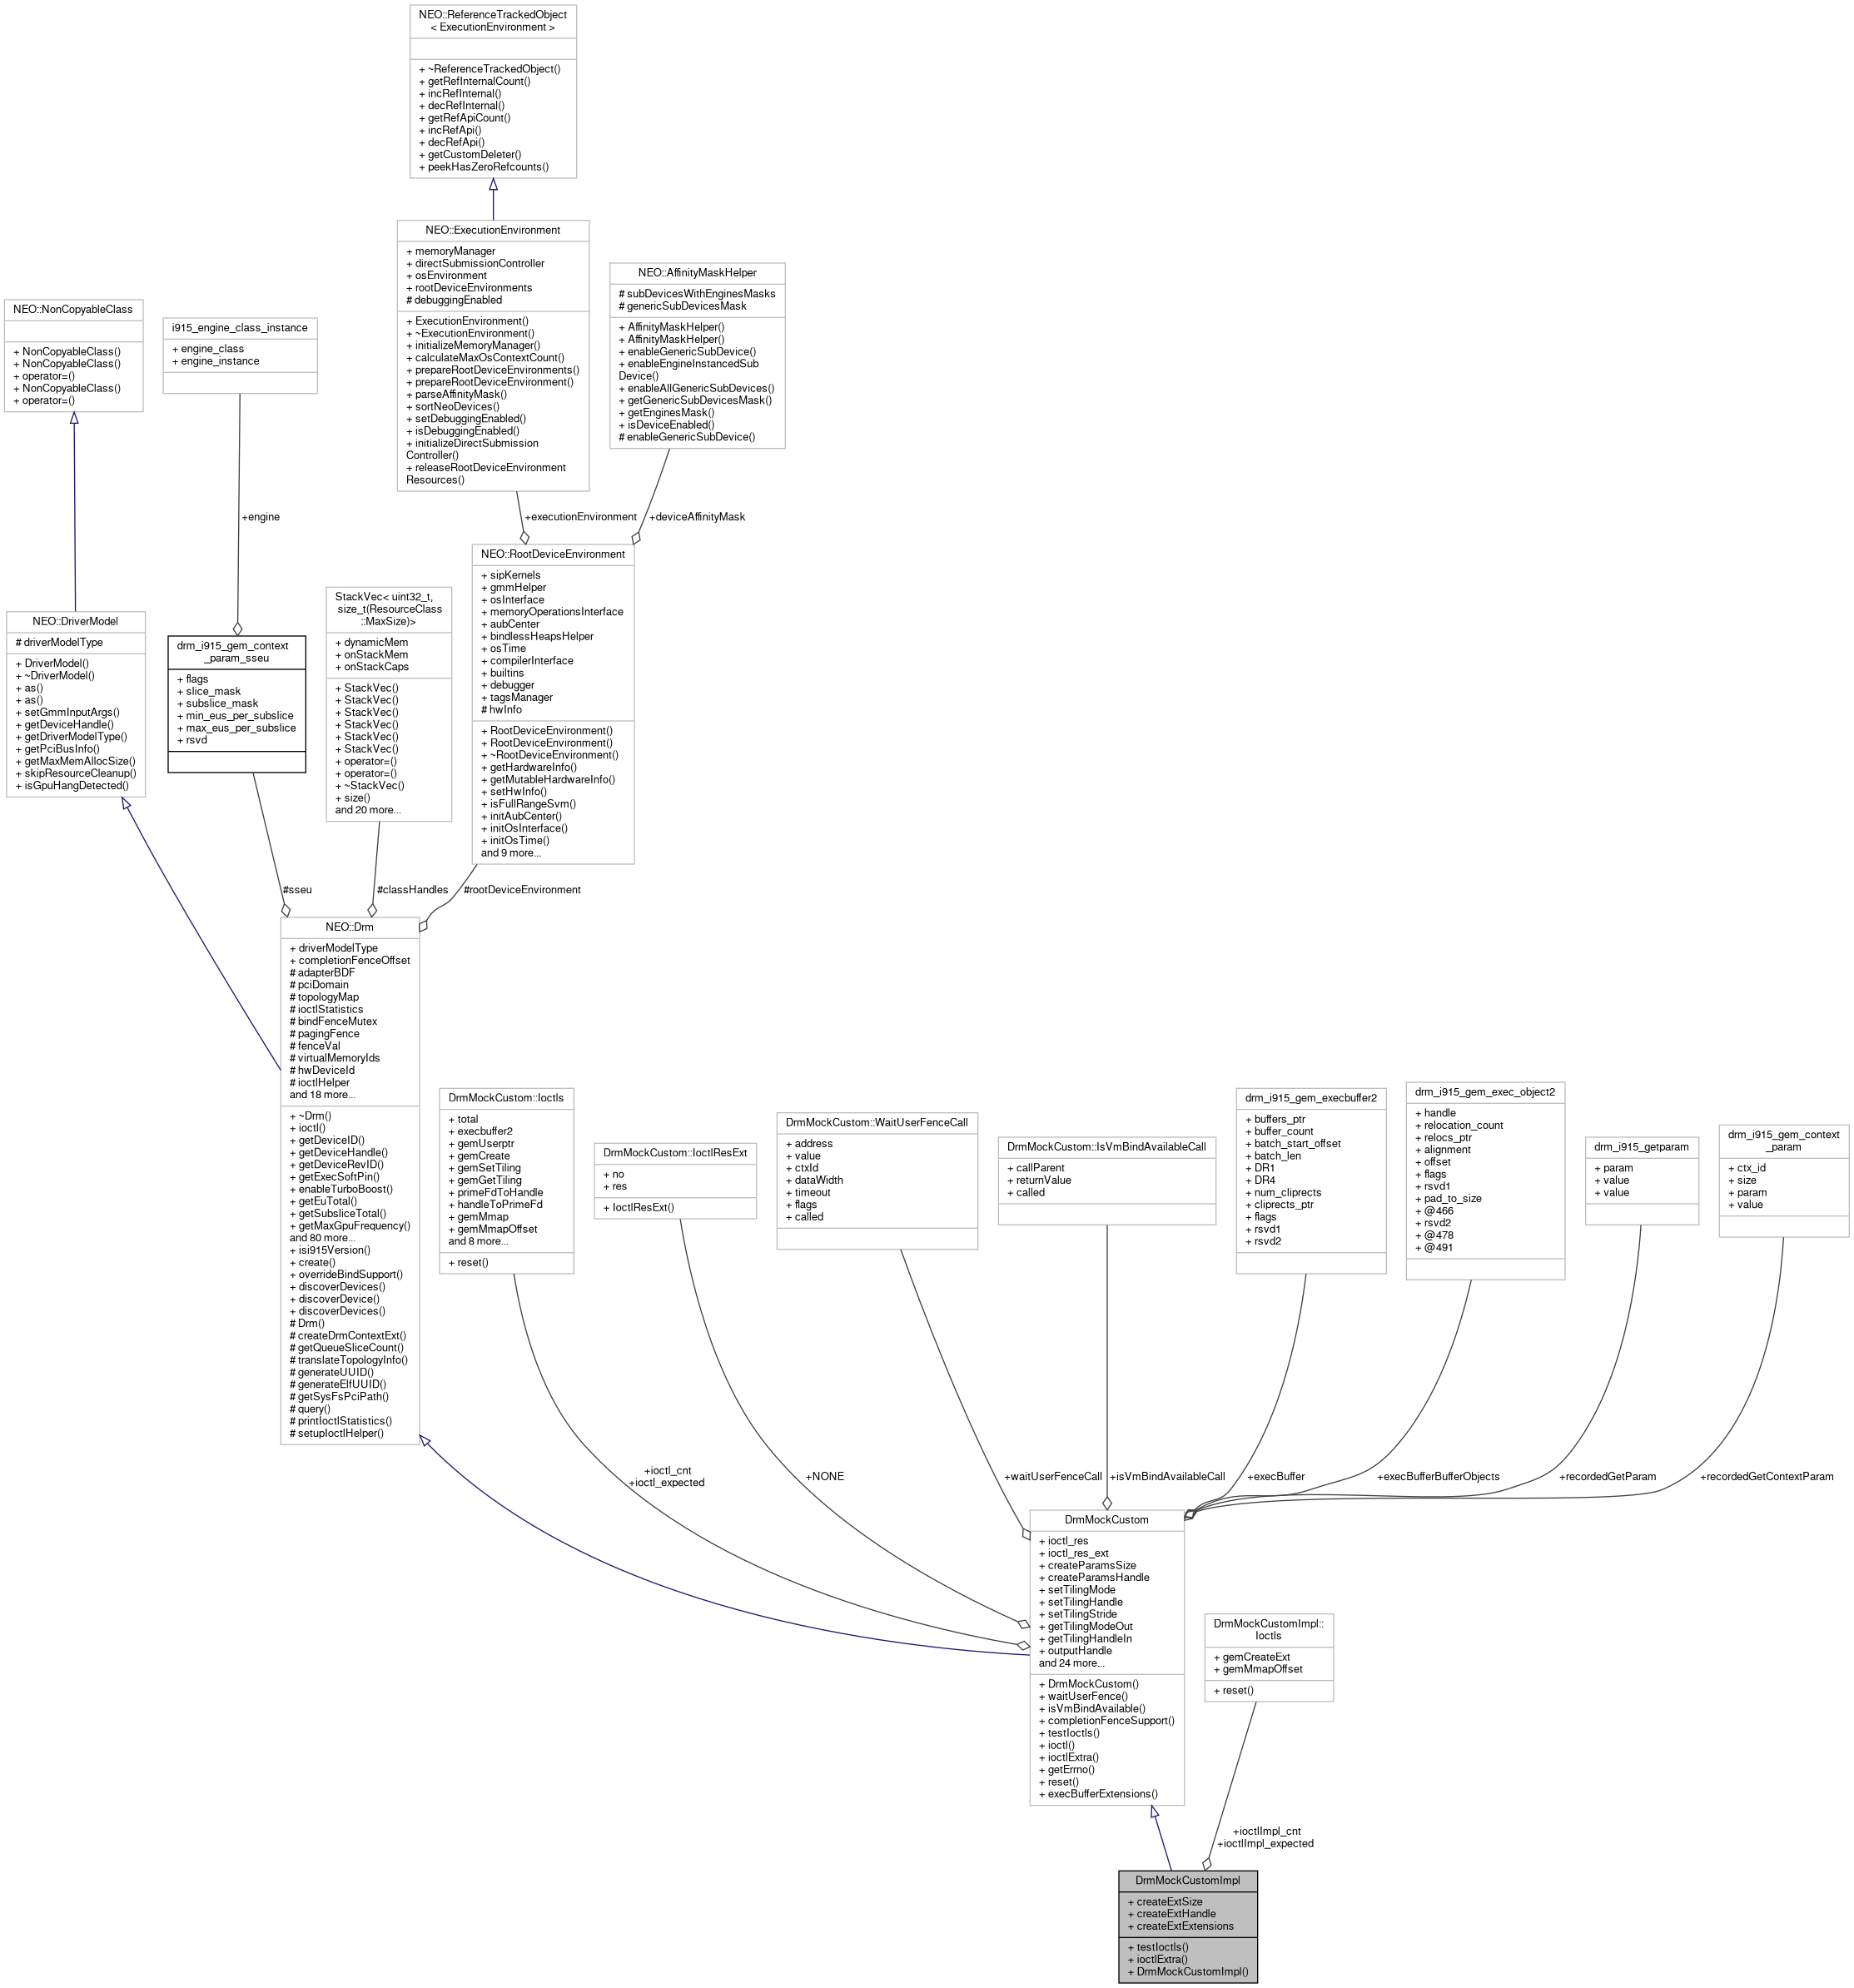 NEO::ReferenceTrackedObject
< ExecutionEnvironment >
+ ~ReferenceTrackedObject()
+ getRefInternalCount()
+ incRefInternal()
+ decRefInternal()
+ getRefApiCount()
+ incRefApi()
+ decRefApi()
+ getCustomDeleter()
+ peekHasZeroRefcounts()
NEO::ExecutionEnvironment
+ memoryManager
+ directSubmissionController
+ osEnvironment
+ rootDeviceEnvironments
# debuggingEnabled
+ ExecutionEnvironment()
+ ~ExecutionEnvironment()
+ initializeMemoryManager()
+ calculateMaxOsContextCount()
+ prepareRootDeviceEnvironments()
+ prepareRootDeviceEnvironment()
+ parseAffinityMask()
+ sortNeoDevices()
+ setDebuggingEnabled()
+ isDebuggingEnabled()
+ initializeDirectSubmission
Controller()
+ releaseRootDeviceEnvironment
Resources()
NEO::AffinityMaskHelper
# subDevicesWithEnginesMasks
# genericSubDevicesMask
+ AffinityMaskHelper()
+ AffinityMaskHelper()
+ enableGenericSubDevice()
+ enableEngineInstancedSub
Device()
+ enableAllGenericSubDevices()
+ getGenericSubDevicesMask()
+ getEnginesMask()
+ isDeviceEnabled()
# enableGenericSubDevice()
NEO::NonCopyableClass
+ NonCopyableClass()
+ NonCopyableClass()
+ operator=()
+ NonCopyableClass()
+ operator=()
i915_engine_class_instance
+ engine_class
+ engine_instance
+engine
+executionEnvironment
+deviceAffinityMask
NEO::DriverModel
# driverModelType
+ DriverModel()
+ ~DriverModel()
+ as()
+ as()
+ setGmmInputArgs()
+ getDeviceHandle()
+ getDriverModelType()
+ getPciBusInfo()
+ getMaxMemAllocSize()
+ skipResourceCleanup()
+ isGpuHangDetected()
drm_i915_gem_context
_param_sseu
+ flags
+ slice_mask
+ subslice_mask
+ min_eus_per_subslice
+ max_eus_per_subslice
+ rsvd
StackVec< uint32_t,
size_t(ResourceClass
::MaxSize)>
+ dynamicMem
+ onStackMem
+ onStackCaps
+ StackVec()
+ StackVec()
+ StackVec()
+ StackVec()
+ StackVec()
+ StackVec()
+ operator=()
+ operator=()
+ ~StackVec()
+ size()
and 20 more...
NEO::RootDeviceEnvironment
+ sipKernels
+ gmmHelper
+ osInterface
+ memoryOperationsInterface
+ aubCenter
+ bindlessHeapsHelper
+ osTime
+ compilerInterface
+ builtins
+ debugger
+ tagsManager
# hwInfo
+ RootDeviceEnvironment()
+ RootDeviceEnvironment()
+ ~RootDeviceEnvironment()
+ getHardwareInfo()
+ getMutableHardwareInfo()
+ setHwInfo()
+ isFullRangeSvm()
+ initAubCenter()
+ initOsInterface()
+ initOsTime()
and 9 more...
#sseu
#classHandles
#rootDeviceEnvironment
NEO::Drm
+ driverModelType
+ completionFenceOffset
# adapterBDF
# pciDomain
# topologyMap
# ioctlStatistics
# bindFenceMutex
# pagingFence
# fenceVal
# virtualMemoryIds
# hwDeviceId
# ioctlHelper
and 18 more...
+ ~Drm()
+ ioctl()
+ getDeviceID()
+ getDeviceHandle()
+ getDeviceRevID()
+ getExecSoftPin()
+ enableTurboBoost()
+ getEuTotal()
+ getSubsliceTotal()
+ getMaxGpuFrequency()
and 80 more...
+ isi915Version()
+ create()
+ overrideBindSupport()
+ discoverDevices()
+ discoverDevice()
+ discoverDevices()
# Drm()
# createDrmContextExt()
# getQueueSliceCount()
# translateTopologyInfo()
# generateUUID()
# generateElfUUID()
# getSysFsPciPath()
# query()
# printIoctlStatistics()
# setupIoctlHelper()
DrmMockCustom::Ioctls
+ total
+ execbuffer2
+ gemUserptr
+ gemCreate
+ gemSetTiling
+ gemGetTiling
+ primeFdToHandle
+ handleToPrimeFd
+ gemMmap
+ gemMmapOffset
and 8 more...
+ reset()
DrmMockCustom::IoctlResExt
+ no
+ res
+ IoctlResExt()
DrmMockCustom::WaitUserFenceCall
+ address
+ value
+ ctxId
+ dataWidth
+ timeout
+ flags
+ called
DrmMockCustom::IsVmBindAvailableCall
+ callParent
+ returnValue
+ called
drm_i915_gem_execbuffer2
+ buffers_ptr
+ buffer_count
+ batch_start_offset
+ batch_len
+ DR1
+ DR4
+ num_cliprects
+ cliprects_ptr
+ flags
+ rsvd1
+ rsvd2
drm_i915_gem_exec_object2
+ handle
+ relocation_count
+ relocs_ptr
+ alignment
+ offset
+ flags
+ rsvd1
+ pad_to_size
+ @466
+ rsvd2
+ @478
+ @491
drm_i915_getparam
+ param
+ value
+ value
drm_i915_gem_context
_param
+ ctx_id
+ size
+ param
+ value
+ioctl_cnt
+ioctl_expected
+NONE
+waitUserFenceCall
+isVmBindAvailableCall
+execBuffer
+execBufferBufferObjects
+recordedGetParam
+recordedGetContextParam
DrmMockCustom
+ ioctl_res
+ ioctl_res_ext
+ createParamsSize
+ createParamsHandle
+ setTilingMode
+ setTilingHandle
+ setTilingStride
+ getTilingModeOut
+ getTilingHandleIn
+ outputHandle
and 24 more...
+ DrmMockCustom()
+ waitUserFence()
+ isVmBindAvailable()
+ completionFenceSupport()
+ testIoctls()
+ ioctl()
+ ioctlExtra()
+ getErrno()
+ reset()
+ execBufferExtensions()
DrmMockCustomImpl::
Ioctls
+ gemCreateExt
+ gemMmapOffset
+ reset()
+ioctlImpl_cnt
+ioctlImpl_expected
DrmMockCustomImpl
+ createExtSize
+ createExtHandle
+ createExtExtensions
+ testIoctls()
+ ioctlExtra()
+ DrmMockCustomImpl()